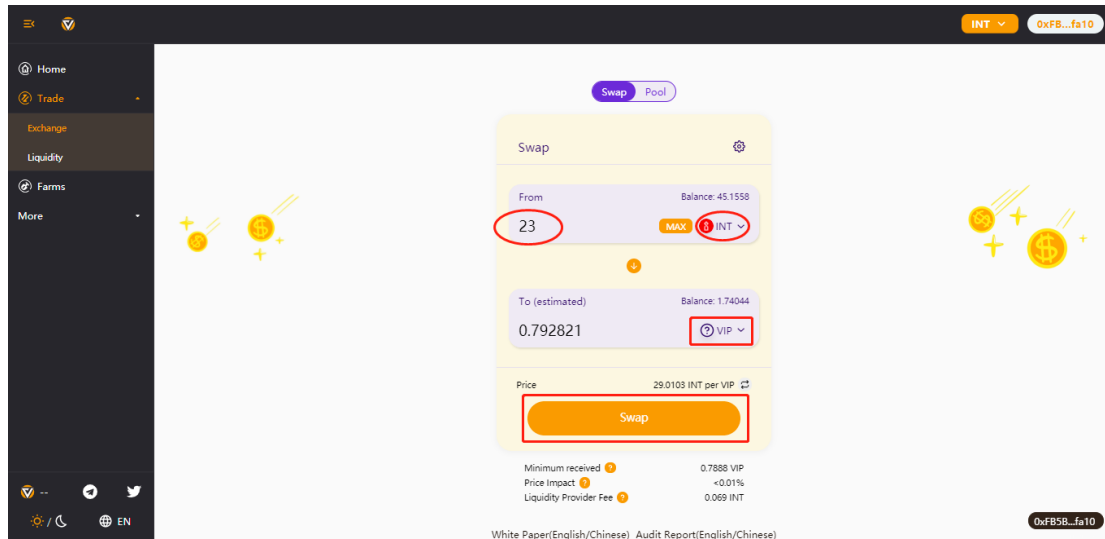 INT
0xFB...fa10
Home
Trade
Exchange
Liquidity
Farms
More
--
/
EN
Swap Pool
Swap
From Balance: 45.1558
23 MAX INT
To (estimated) Balance: 1.74044
0.792821 VIP
Price 29.0103 INT per VIP
Swap
Minimum received ? 0.7888 VIP
Price Impact ? <0.01%
Liquidity Provider Fee ? 0.069 INT
White Paper(English/Chinese) Audit Report(English/Chinese)
0xFB5B...fa10